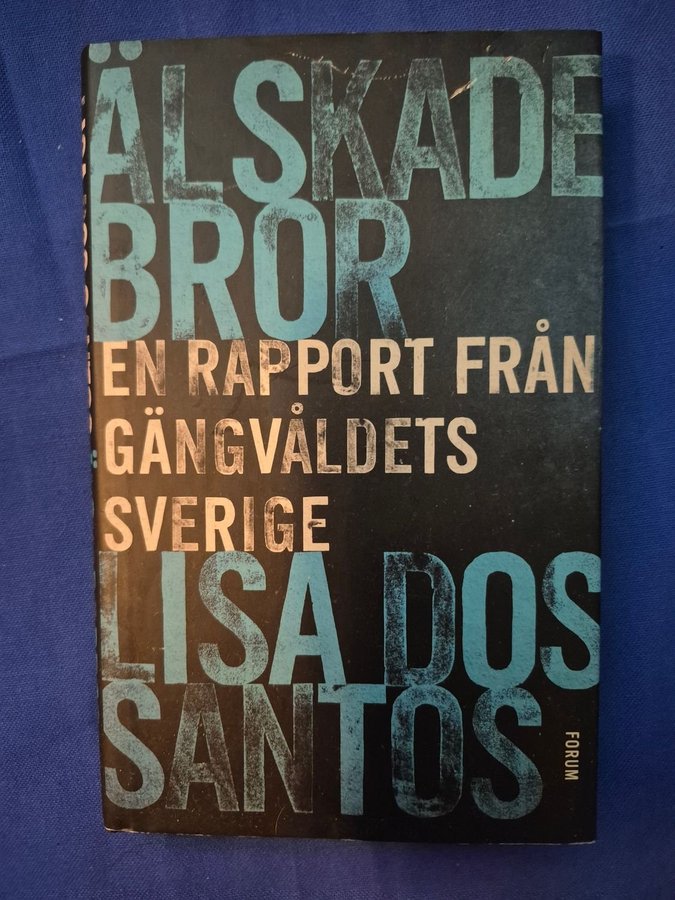 ÄLSKADE
BROR
EN RAPPORT FRÅN
GÄNGVÅLDETS
SVERIGE
LISA DOS
SANTOS
FORUM